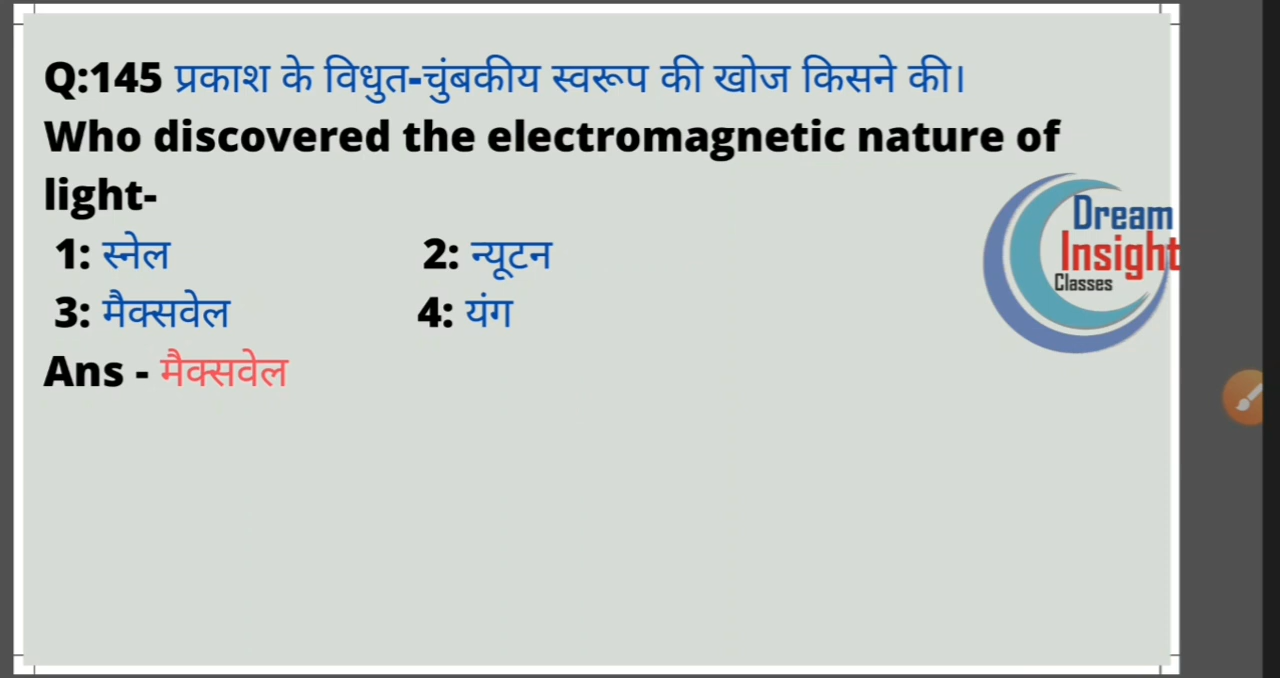 Q:145 प्रकाश के विधुत-चुंबकीय स्वरूप की खोज किसने की।
Who discovered the electromagnetic nature of
light-
1: स्नेल 2: न्यूटन
3: मैक्सवेल 4: यंग
Ans - मैक्सवेल
Dream
Insight
Classes